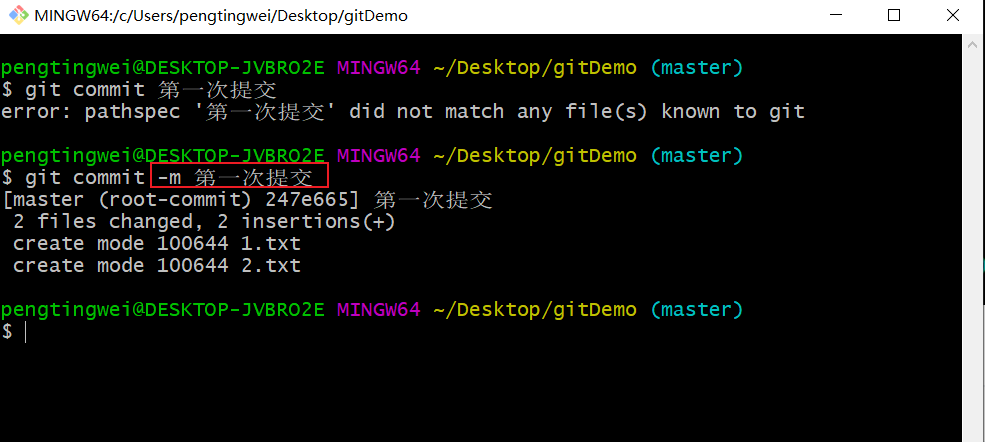 MINGW64:/c/Users/pengtingwei/Desktop/gitDemo
pengtingwei@DESKTOP-JVBRO2E MINGW64 ~/Desktop/gitDemo (master)
$ git commit 第一次提交
error: pathspec '第一次提交' did not match any file(s) known to git
pengtingwei@DESKTOP-JVBRO2E MINGW64 ~/Desktop/gitDemo (master)
$ git commit -m 第一次提交
[master (root-commit) 247e665] 第一次提交
2 files changed, 2 insertions(+)
create mode 100644 1.txt
create mode 100644 2.txt
pengtingwei@DESKTOP-JVBRO2E MINGW64 ~/Desktop/gitDemo (master)
$